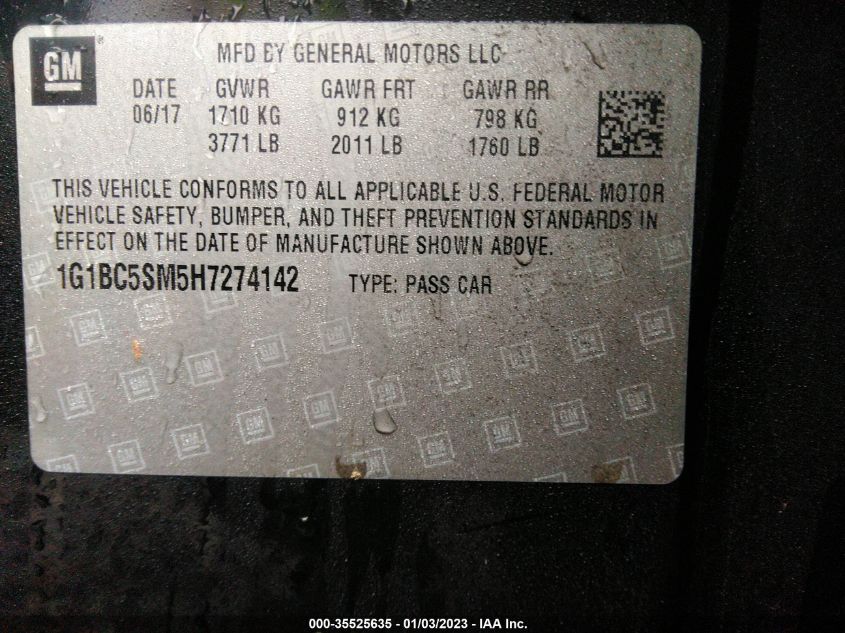 GM
MFD BY GENERAL MOTORS LLC
DATE GVWR GAWR FRT GAWR RR
06/17 1710 KG 912 KG 798 KG
3771 LB 2011 LB 1760 LB
THIS VEHICLE CONFORMS TO ALL APPLICABLE U.S. FEDERAL MOTOR
VEHICLE SAFETY, BUMPER, AND THEFT PREVENTION STANDARDS IN
EFFECT ON THE DATE OF MANUFACTURE SHOWN ABOVE.
1G1BC5SM5H7274142 TYPE: PASS CAR
000-35525635 - 01/03/2023 - IAA Inc.